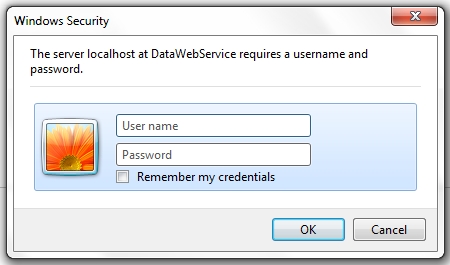 Windows Security
The server localhost at DataWebService requires a username and
password.
User name
Password
Remember my credentials
OK
Cancel